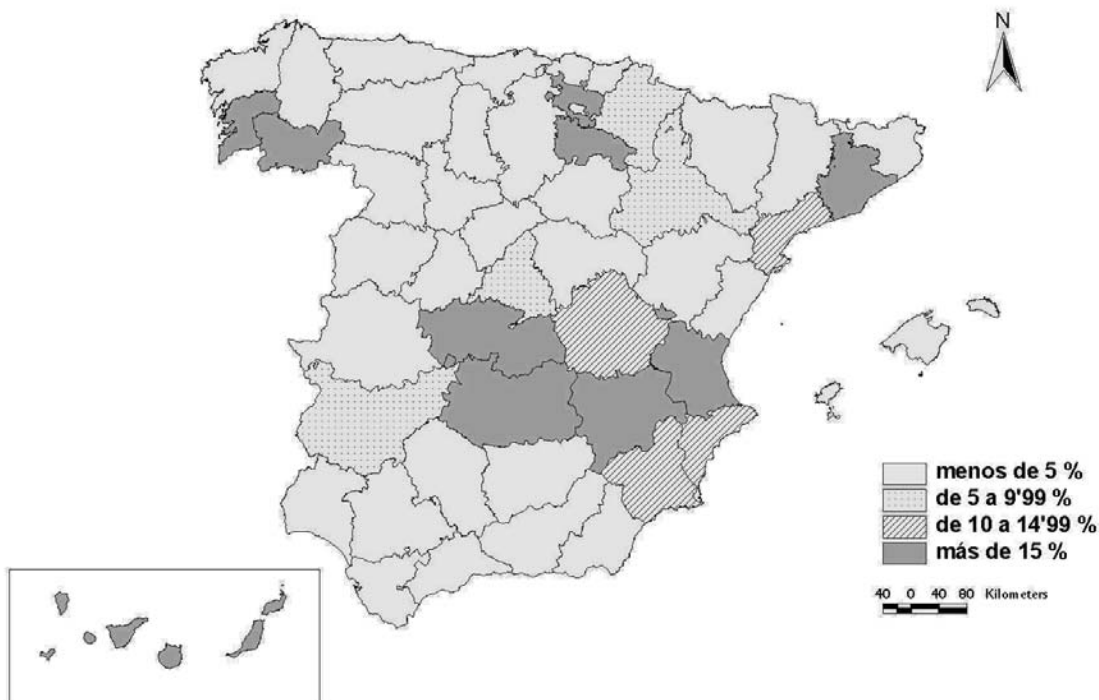 N
menos de 5 %
de 5 a 9'99 %
de 10 a 14'99 %
más de 15 %
40 0 40 80 Kilometers